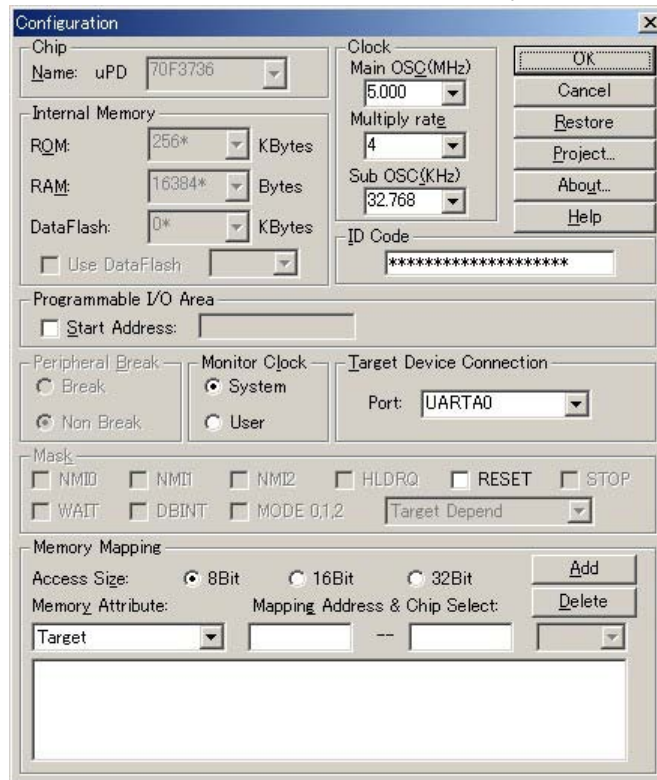 Configuration
Chip
Name: uPD 70F3736
Internal Memory
ROM: 256* KBytes
RAM: 16384* Bytes
DataFlash: 0* KBytes
Use DataFlash
Clock
Main OSC(MHz)
5.000
Multiply rate
4
Sub OSC(KHz)
32.768
OK
Cancel
Restore
Project...
About...
Help
ID Code
********************
Programmable I/O Area
Start Address:
Peripheral Break
Break
Non Break
Monitor Clock
System
User
Target Device Connection
Port: UARTA0
Mask
NMI0 NMI1 NMI2 HLDRQ RESET STOP
WAIT DBINT MODE 0,1,2 Target Depend
Memory Mapping
Access Size: 8Bit 16Bit 32Bit
Add
Memory Attribute: Mapping Address & Chip Select:
Delete
Target --